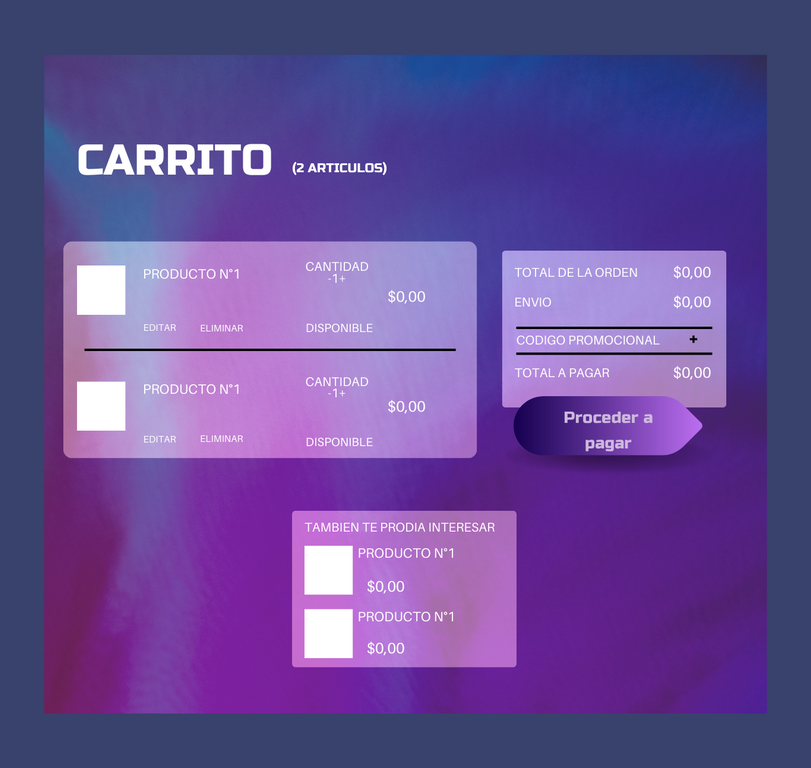 CARRITO (2 ARTICULOS)
PRODUCTO N°1
CANTIDAD
-1+
$0,00
EDITAR ELIMINAR DISPONIBLE
PRODUCTO N°1
CANTIDAD
-1+
$0,00
EDITAR ELIMINAR DISPONIBLE
TOTAL DE LA ORDEN $0,00
ENVIO $0,00
CODIGO PROMOCIONAL +
TOTAL A PAGAR $0,00
Proceder a
pagar
TAMBIEN TE PRODIA INTERESAR
PRODUCTO N°1
$0,00
PRODUCTO N°1
$0,00